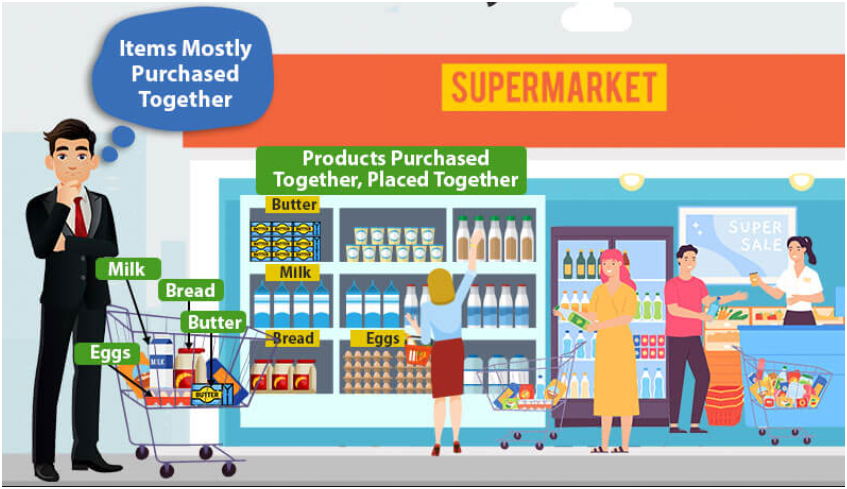 Items Mostly
Purchased
Together
SUPERMARKET
Products Purchased
Together, Placed Together
Butter
SUPER
SALE
Milk
Milk
Bread
Butter
Bread
Eggs
Eggs
MILK
BUTTER